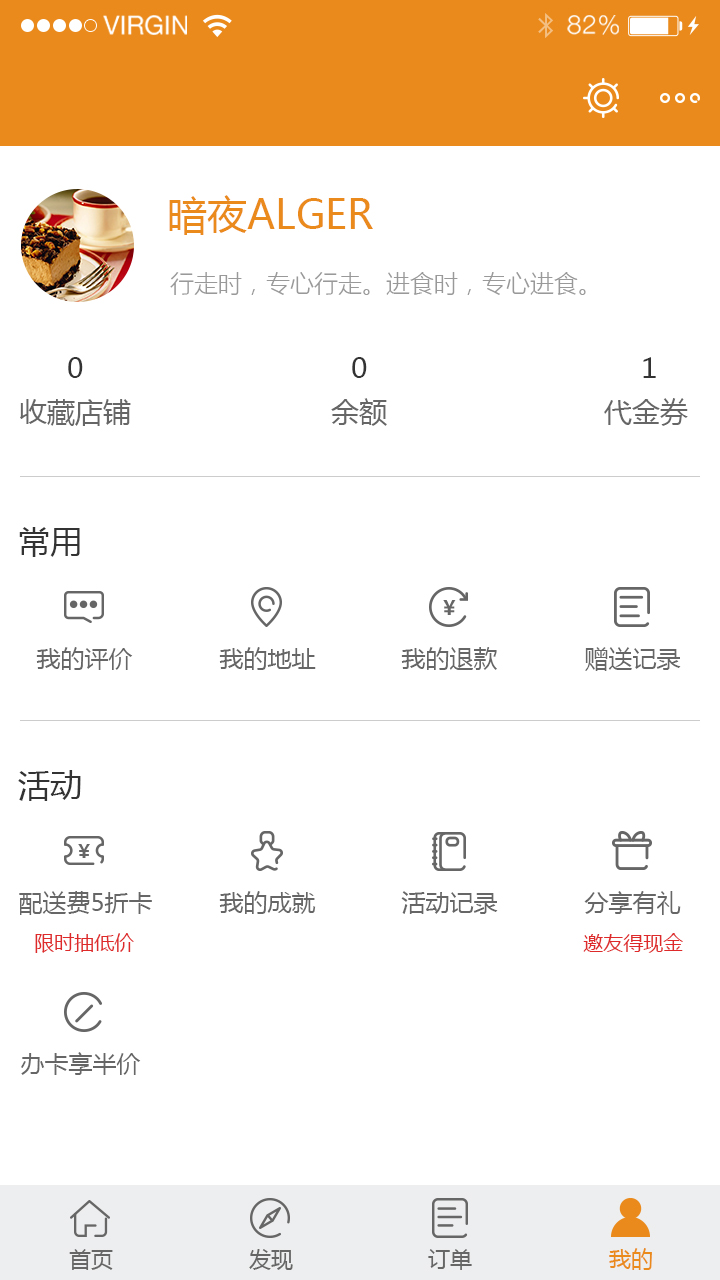 VIRGIN 82%
暗夜ALGER
行走时，专心行走。进食时，专心进食。
0 0 1
收藏店铺 余额 代金券
常用
我的评价 我的地址 我的退款 赠送记录
活动
配送费5折卡 我的成就 活动记录 分享有礼
限时抽低价 邀友得现金
办卡享半价
首页 发现 订单 我的